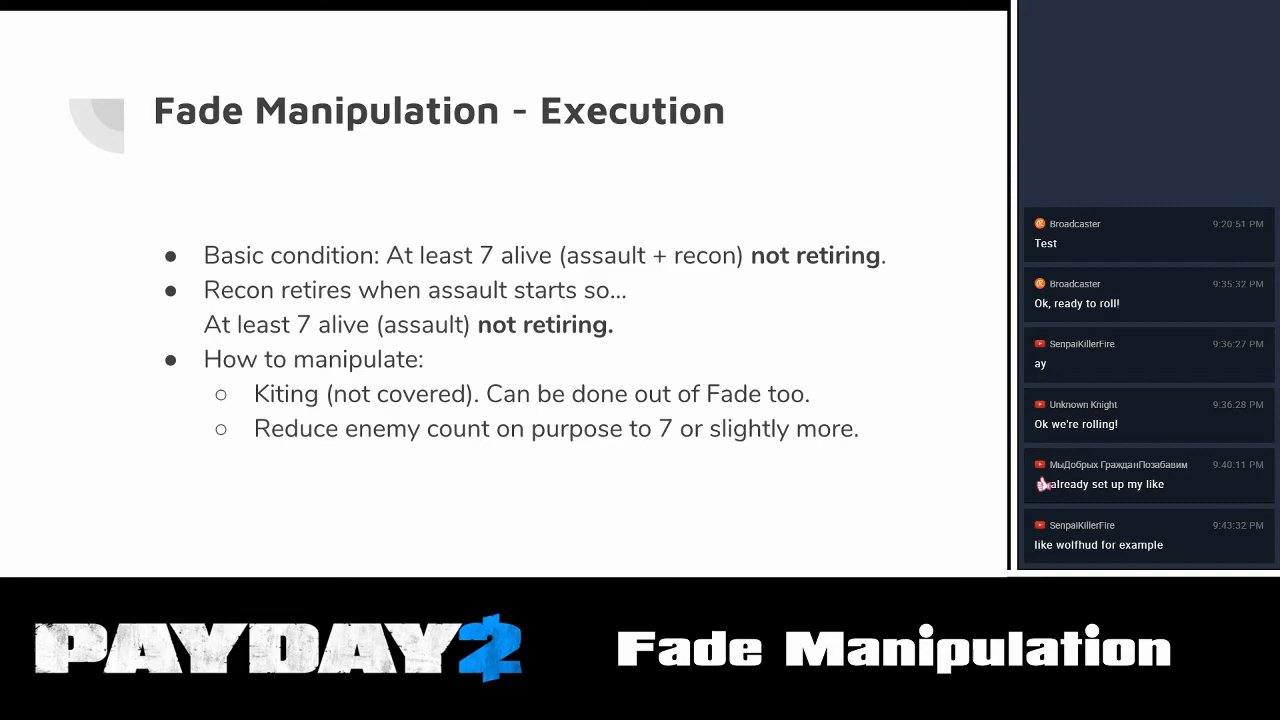 Fade Manipulation - Execution
● Basic condition: At least 7 alive (assault + recon) not retiring.
● Recon retires when assault starts so...
At least 7 alive (assault) not retiring.
● How to manipulate:
○ Kiting (not covered). Can be done out of Fade too.
○ Reduce enemy count on purpose to 7 or slightly more.
Broadcaster 9:20:51 PM
Test
Broadcaster 9:35:32 PM
Ok, ready to roll!
SenpaiKillerFire 9:36:27 PM
ay
Unknown Knight 9:36:28 PM
Ok we're rolling!
МыДобрых ГражданПозабавим 9:40:11 PM
already set up my like
SenpaiKillerFire 9:43:32 PM
like wolfhud for example
PAYDAY 2
Fade Manipulation